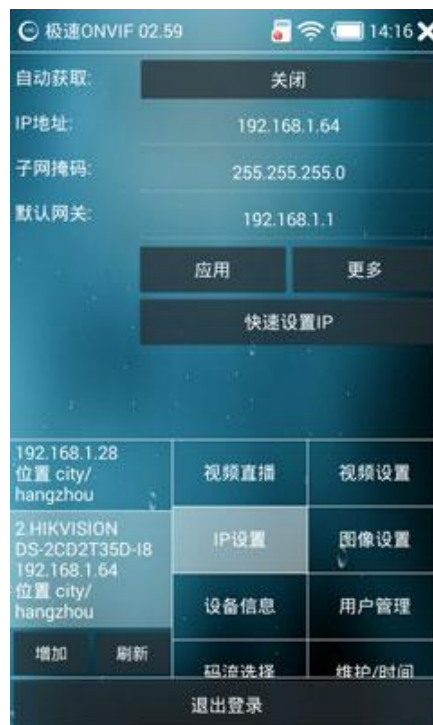 极速ONVIF 02.59 14:16
自动获取: 关闭
IP地址: 192.168.1.64
子网掩码: 255.255.255.0
默认网关: 192.168.1.1
应用 更多
快速设置IP
192.168.1.28
位置 city/
hangzhou
2.HIKVISION
DS-2CD2T35D-I8
192.168.1.64
位置 city/
hangzhou
增加 刷新
视频直播 视频设置
IP设置 图像设置
设备信息 用户管理
码流选择 维护/时间
退出登录